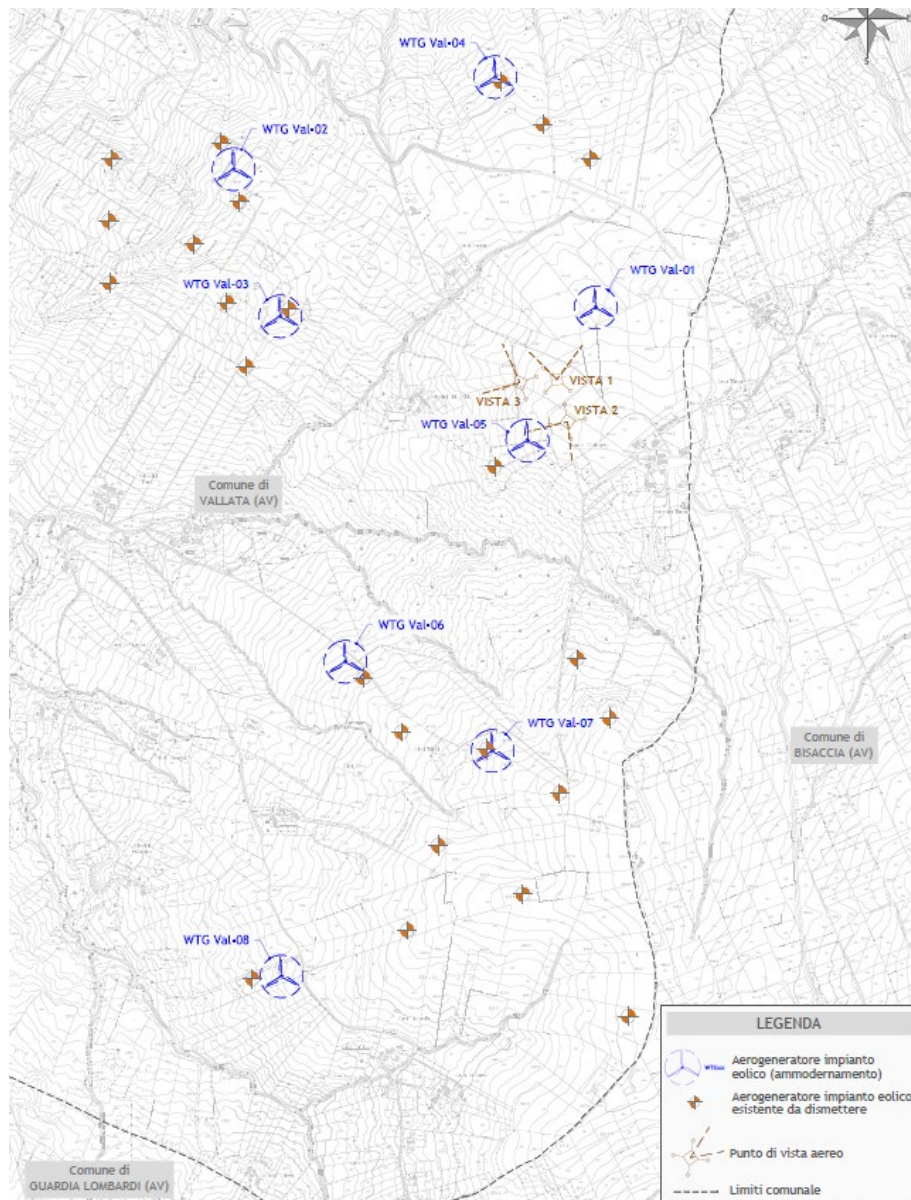 WTG Val-04
WTG Val-02
WTG Val-01
WTG Val-03
VISTA 1
VISTA 3
VISTA 2
WTG Val-05
Comune di
VALLATA (AV)
WTG Val-06
WTG Val-07
Comune di
BISACCIA (AV)
WTG Val-08
LEGENDA
Aerogeneratore impianto
eolico (ammodernamento)
Aerogeneratore impianto eolico
esistente da dismettere
Punto di vista aereo
Limiti comunale
Comune di
GUARDIA LOMBARDI (AV)
S